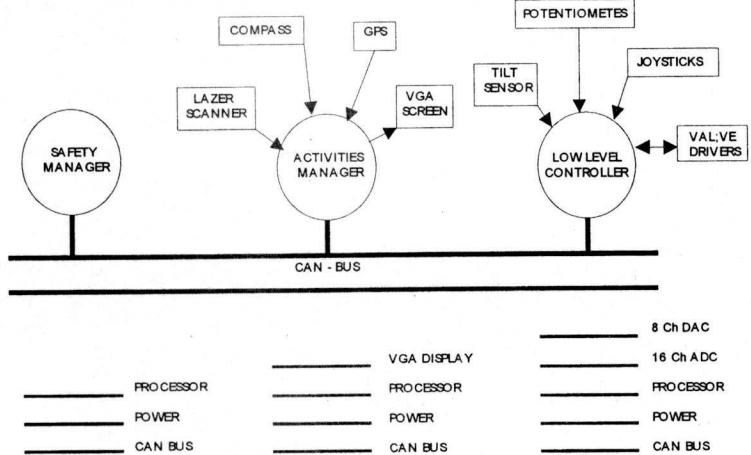 POTENTIOMETES
COMPASS
GPS
JOYSTICKS
TILT
SENSOR
LAZER
SCANNER
VGA
SCREEN
SAFETY
MANAGER
ACTIVITIES
MANAGER
LOW LEVEL
CONTROLLER
VAL;VE
DRIVERS
CAN - BUS
8 Ch DAC
VGA DISPLAY
16 Ch ADC
PROCESSOR
PROCESSOR
PROCESSOR
POWER
POWER
POWER
CAN BUS
CAN BUS
CAN BUS